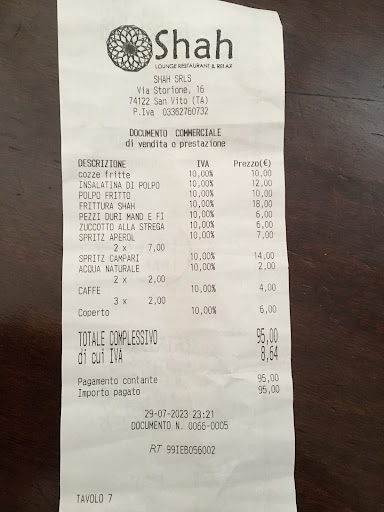 Shah
LOUNGE RESTAURANT & RELAX
SHAH SRLS
Via Storione, 16
74122 San Vito (TA)
P.Iva 03362760732
DOCUMENTO COMMERCIALE
di vendita o prestazione
DESCRIZIONE IVA Prezzo(€)
cozze fritte 10,00% 10,00
INSALATINA DI POLPO 10,00% 12,00
POLPO FRITTO 10,00% 10,00
FRITTURA SHAH 10,00% 18,00
PEZZI DURI MAND E FI 10,00% 6,00
ZUCCOTTO ALLA STREGA 10,00% 6,00
SPRITZ APEROL 10,00% 7,00
2 x 7,00
SPRITZ CAMPARI 10,00% 14,00
ACQUA NATURALE 10,00% 2,00
2 x 2,00
CAFFE 10,00% 4,00
3 x 2,00
Coperto 10,00% 6,00
TOTALE COMPLESSIVO 95,00
di cui IVA 8,64
Pagamento contante 95,00
Importo pagato 95,00
29-07-2023 23:21
DOCUMENTO N. 0066-0005
RT 99IEB056002
TAVOLO 7